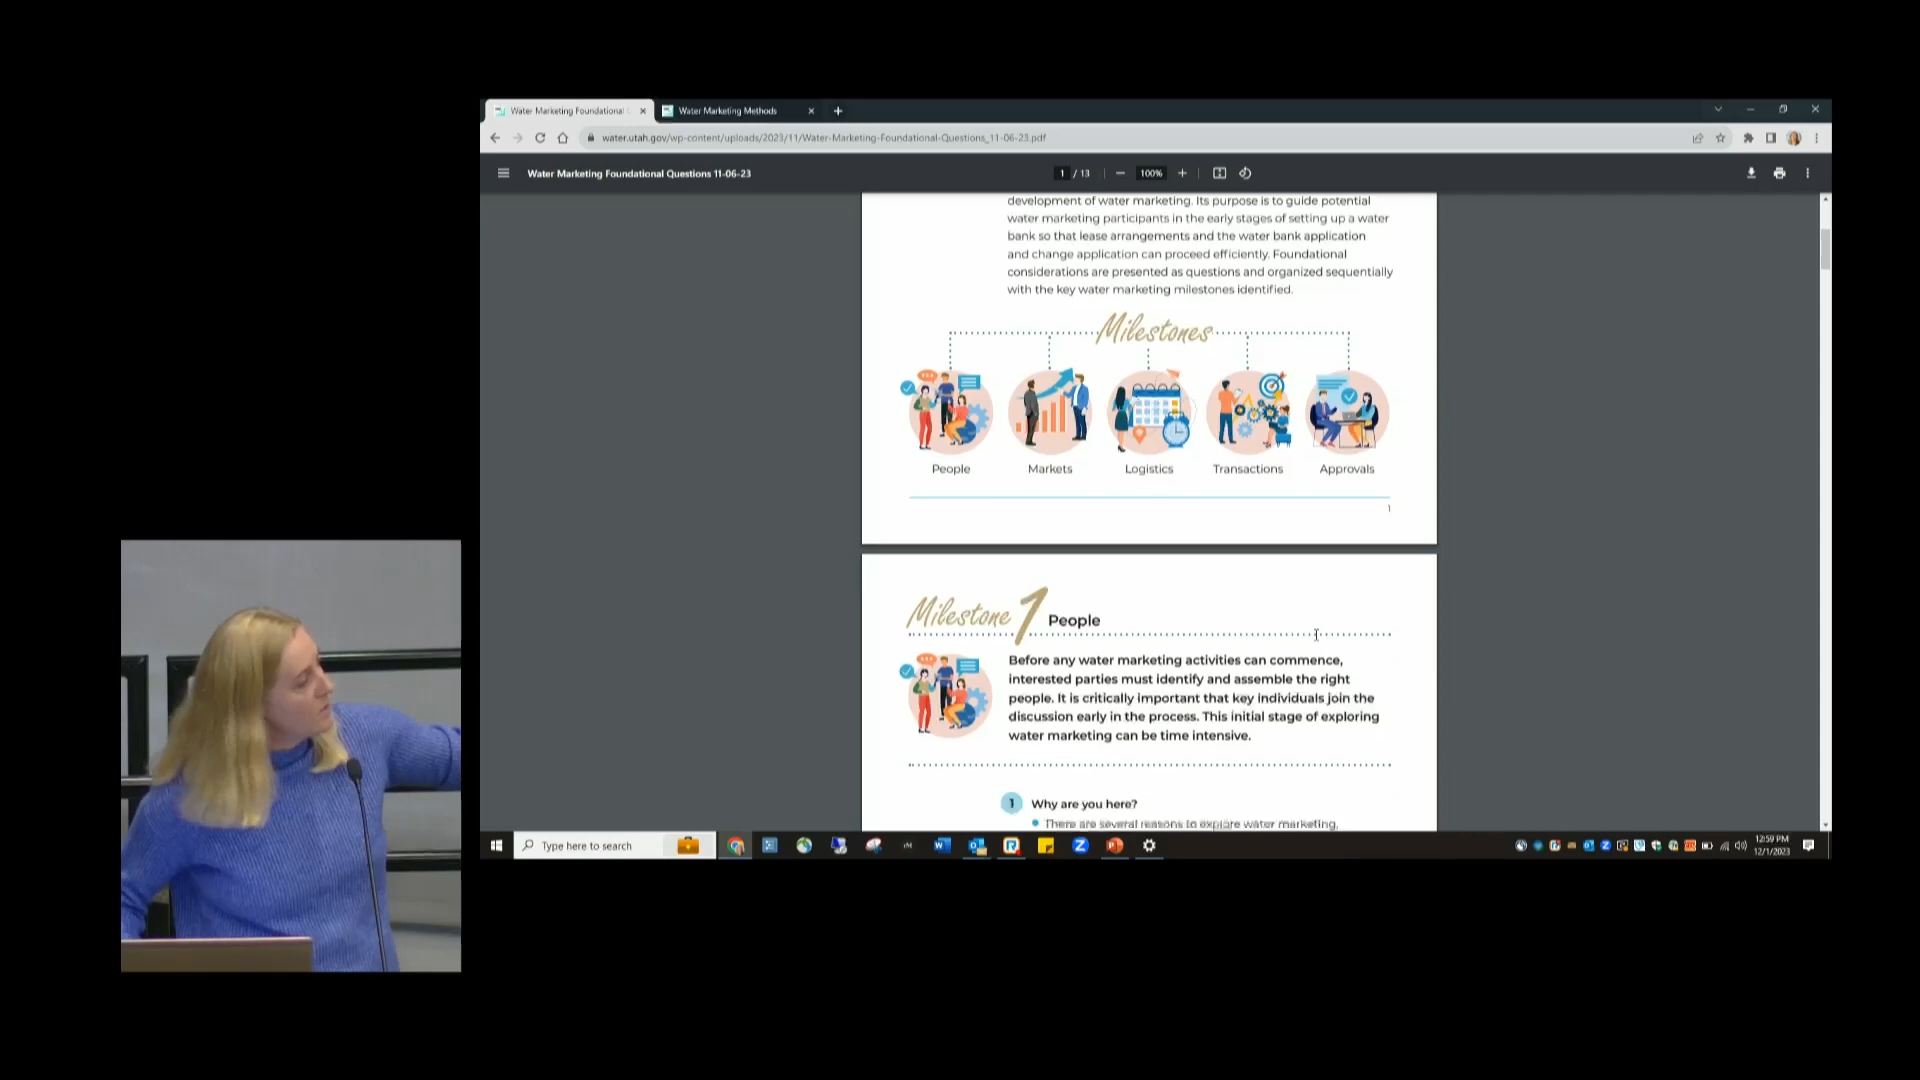 Water Marketing Foundational
Water Marketing Methods
water.utah.gov/wp-content/uploads/2023/11/Water-Marketing-Foundational-Questions_11-06-23.pdf
Water Marketing Foundational Questions 11-06-23
1 / 13
100%
development of water marketing. Its purpose is to guide potential
water marketing participants in the early stages of setting up a water
bank so that lease arrangements and the water bank application
and change application can proceed efficiently. Foundational
considerations are presented as questions and organized sequentially
with the key water marketing milestones identified.
Milestones
People Markets Logistics Transactions Approvals
1
Milestone 1 People
Before any water marketing activities can commence,
interested parties must identify and assemble the right
people. It is critically important that key individuals join the
discussion early in the process. This initial stage of exploring
water marketing can be time intensive.
1 Why are you here?
There are several reasons to explore water marketing,
Type here to search
12:59 PM
12/1/2023